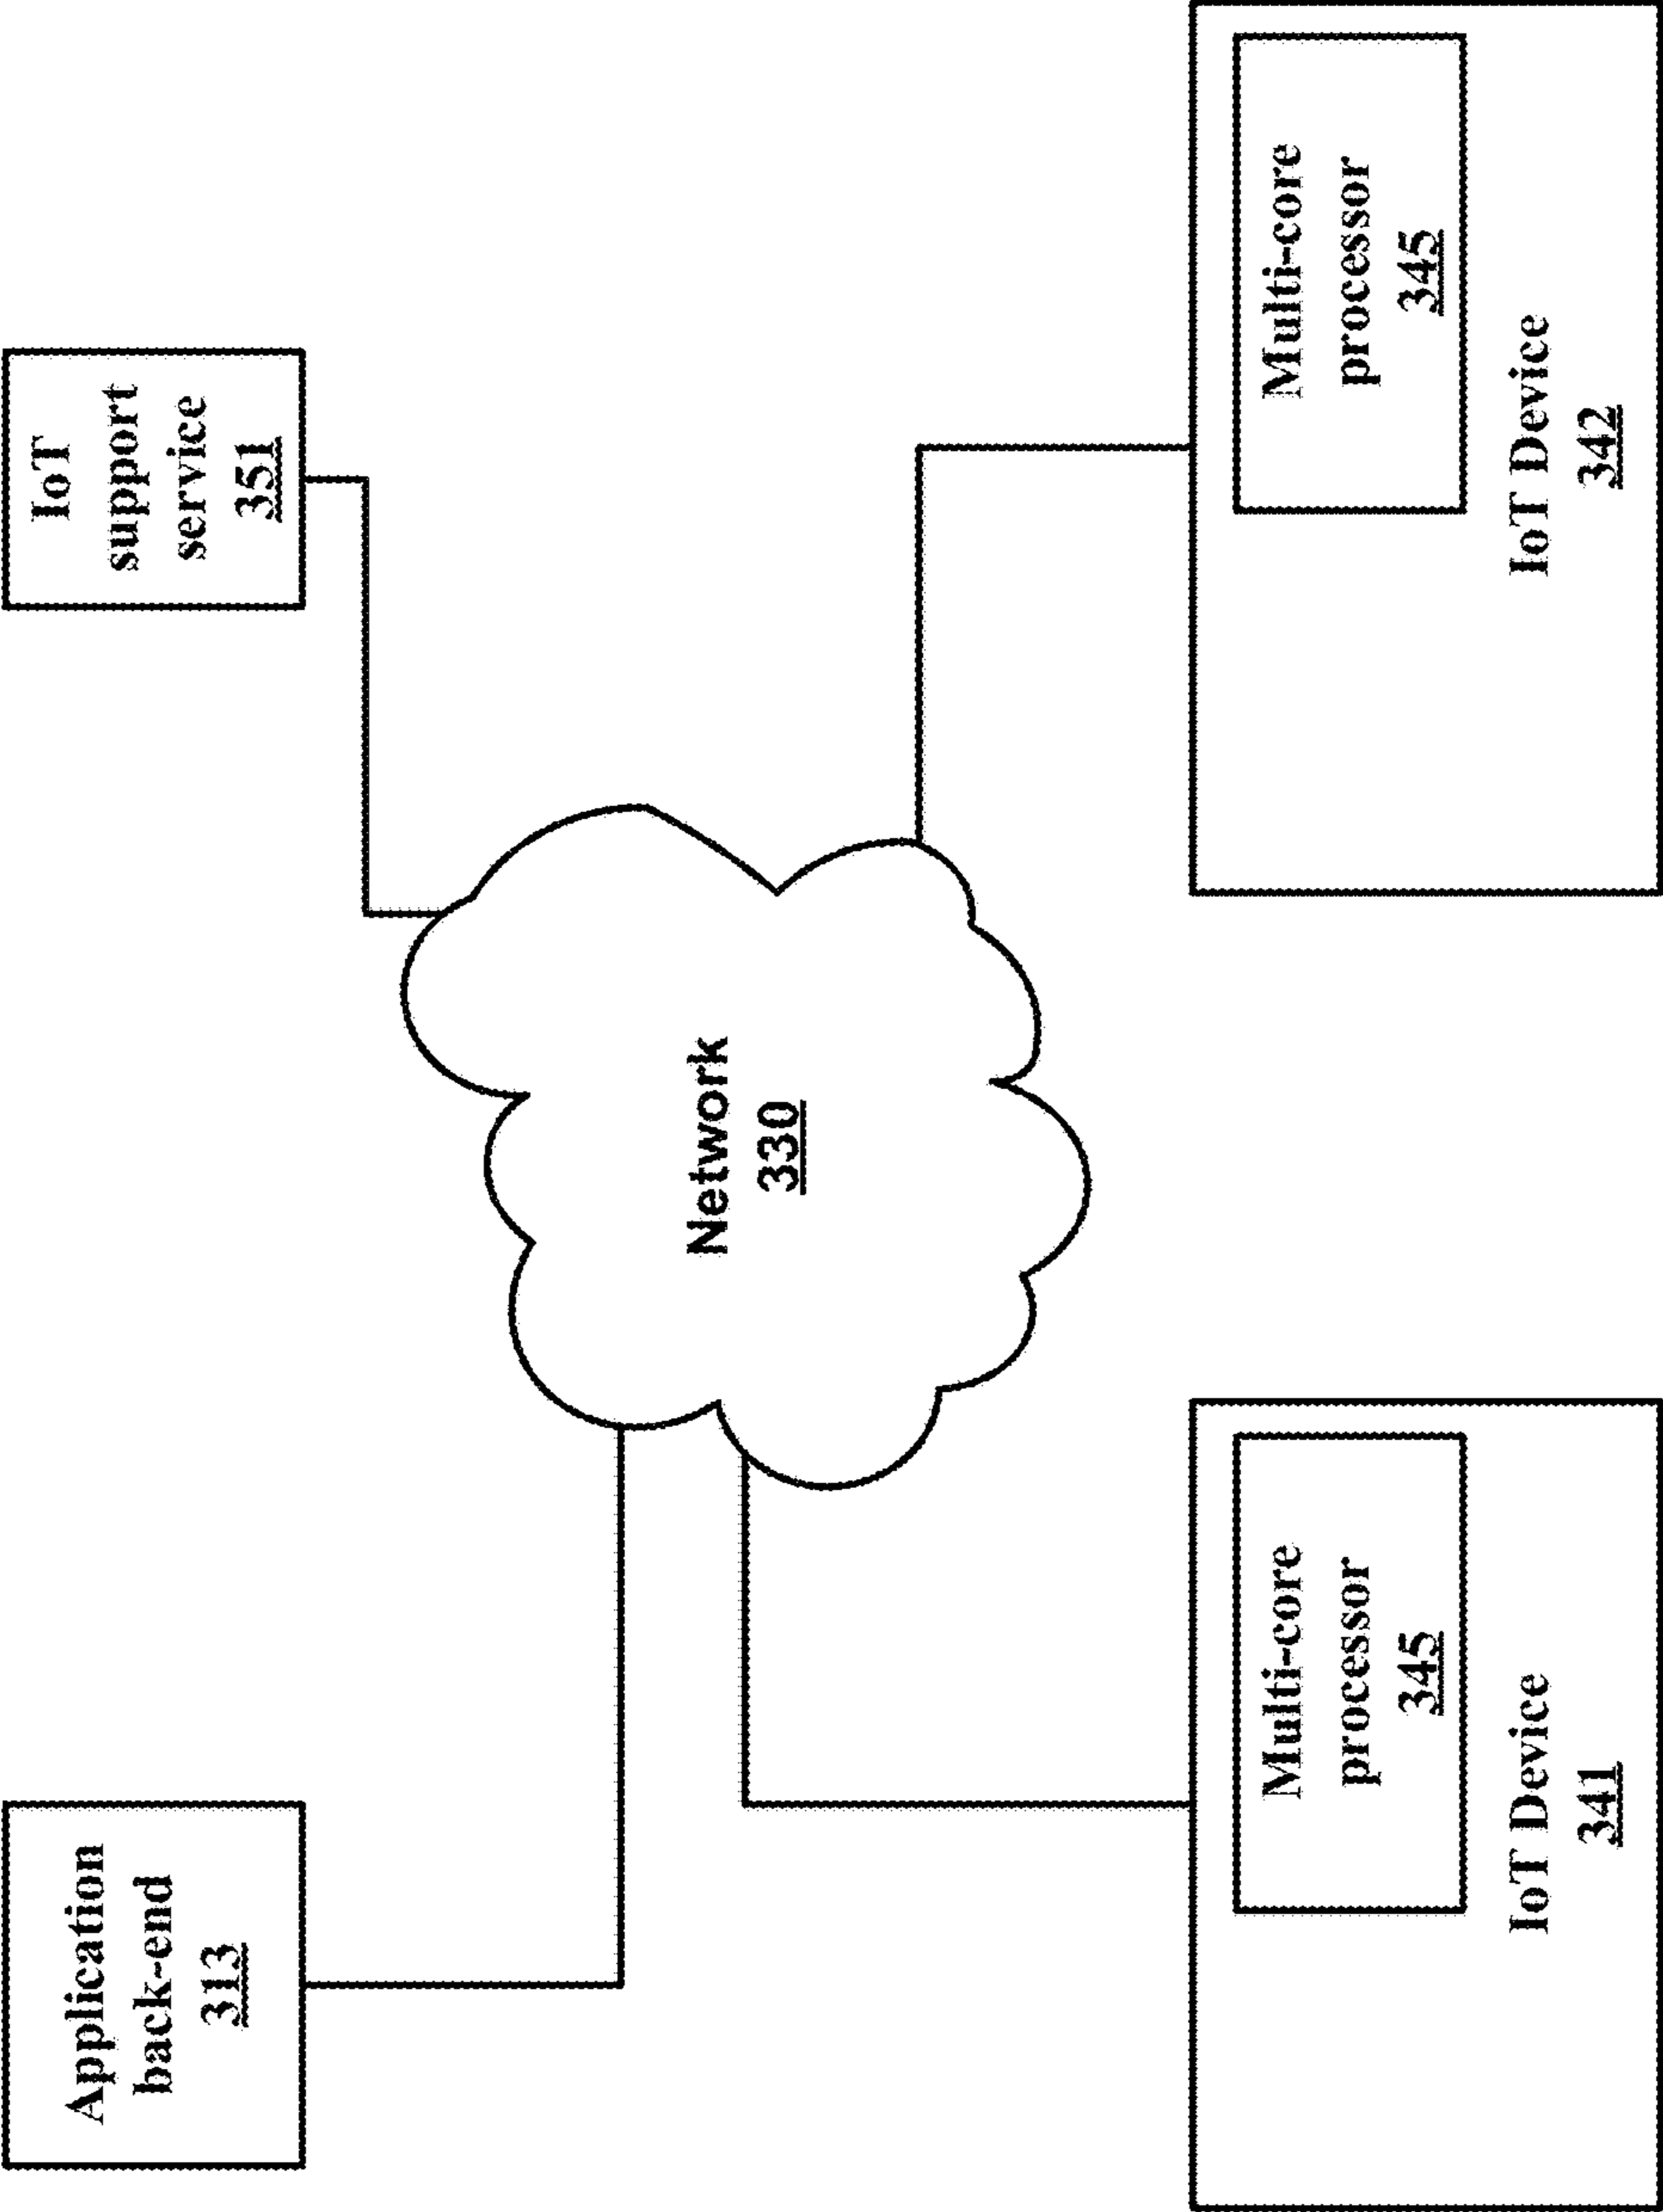 Application
back-end
313
IoT
support
service
351
Network
330
Multi-core
processor
345
IoT Device
341
Multi-core
processor
345
IoT Device
342